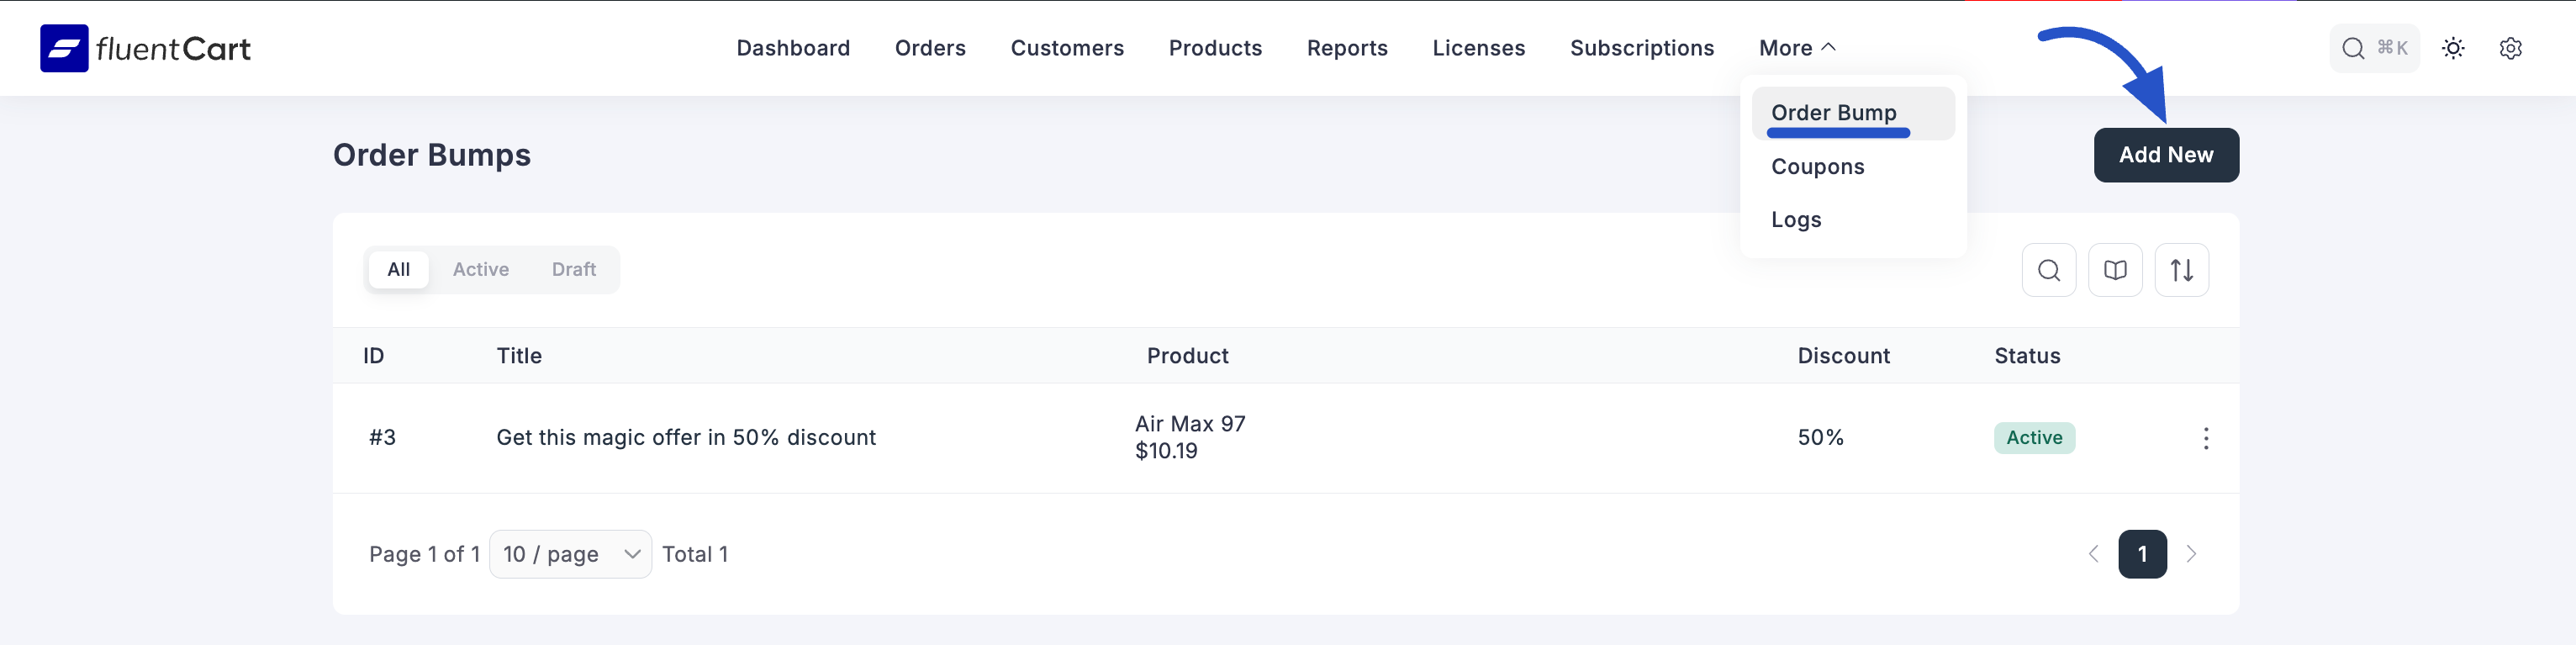 fluentCart
Dashboard Orders Customers Products Reports Licenses Subscriptions More
⌘K
Order Bump
Coupons
Logs
Order Bumps
Add New
All Active Draft
ID Title Product Discount Status
#3 Get this magic offer in 50% discount Air Max 97 50% Active
$10.19
Page 1 of 1 10 / page Total 1
1